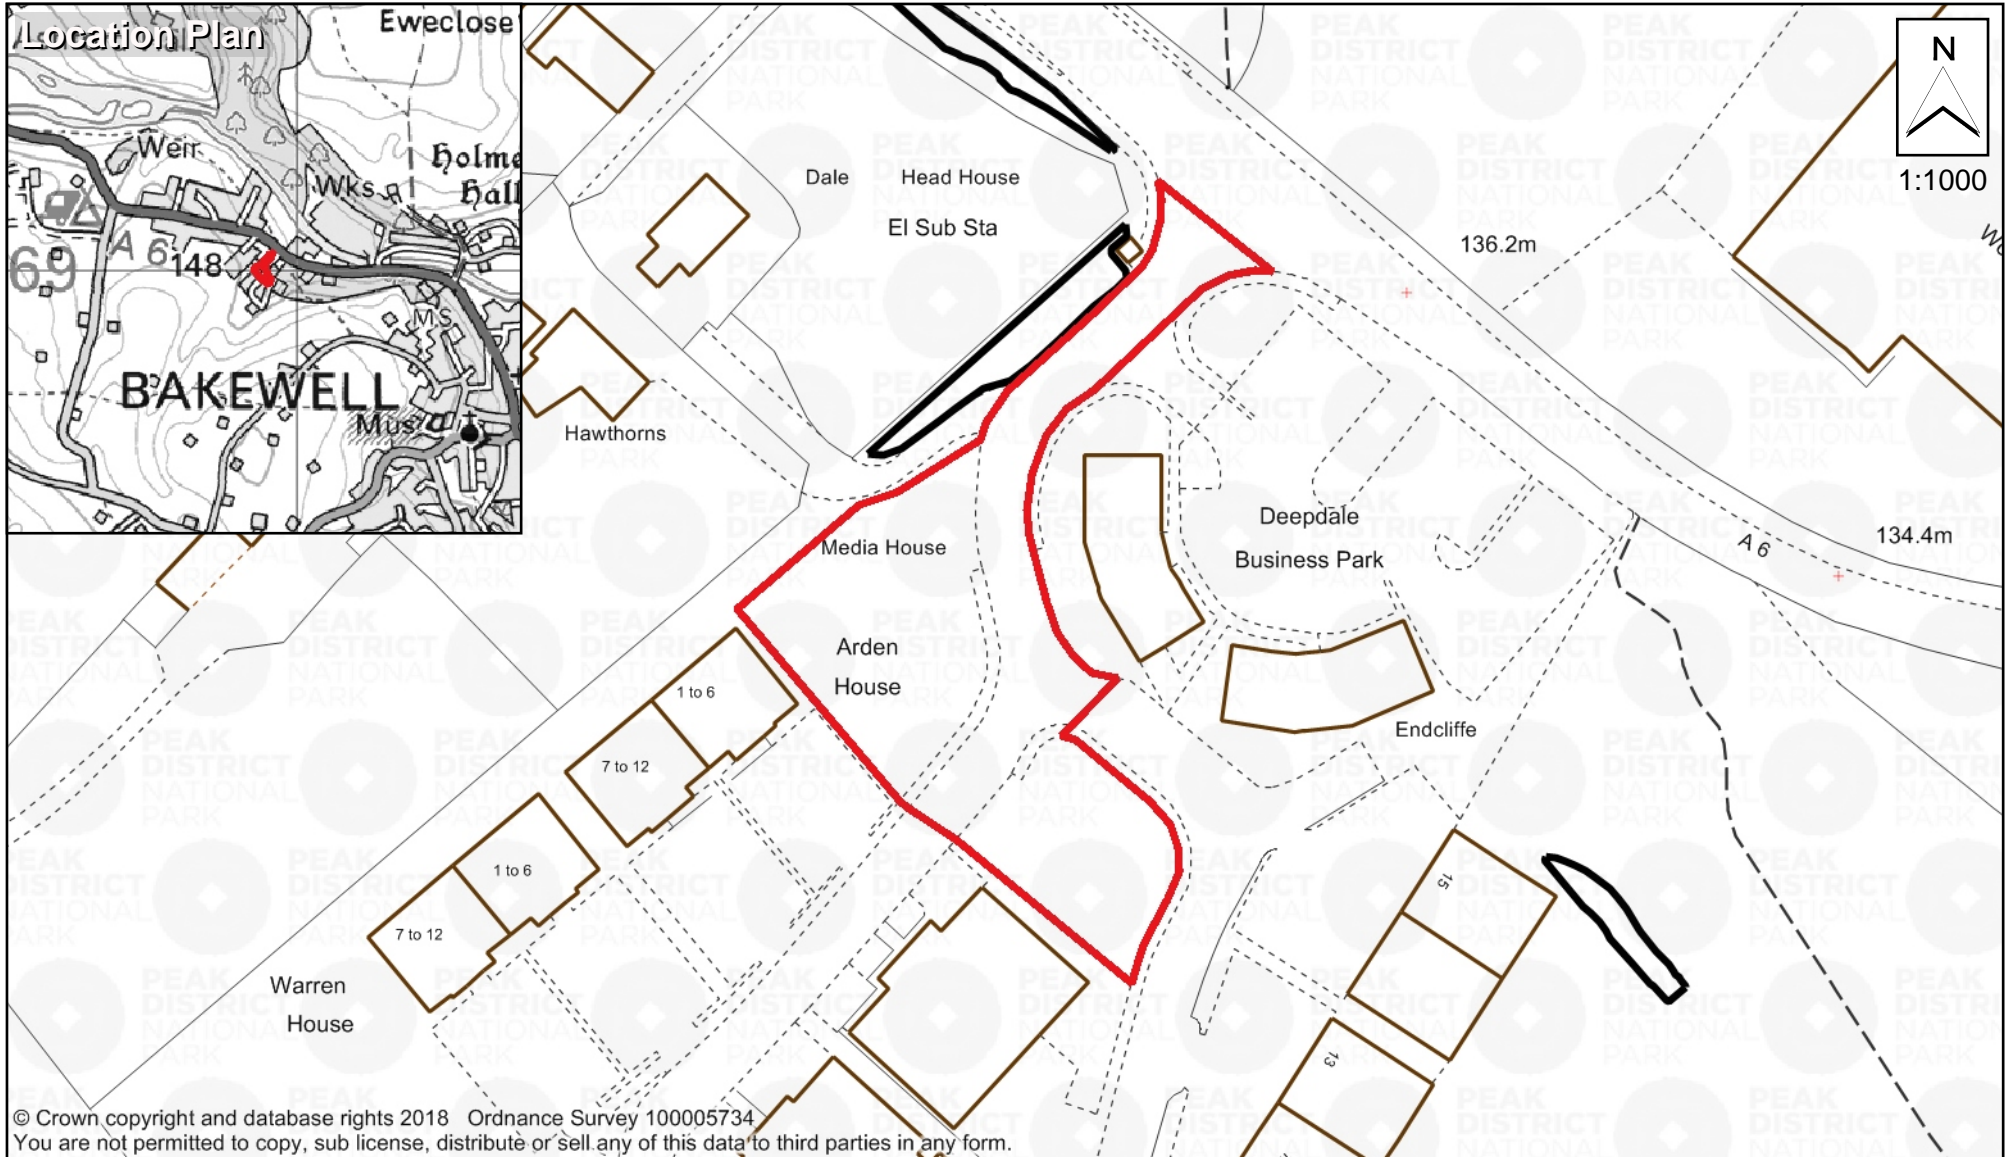 Location Plan
Eweclose
Weir
Wks
Holme
Hall
69
A 6
148
MS
BAKEWELL
Mus
N
1:1000
Dale Head House
El Sub Sta
136.2m
Hawthorns
Media House
Deepdale
Business Park
A 6
134.4m
Arden
House
1 to 6
7 to 12
Endcliffe
1 to 6
7 to 12
15
Warren
House
13
PEAK
DISTRICT
NATIONAL
PARK
© Crown copyright and database rights 2018 Ordnance Survey 100005734
You are not permitted to copy, sub license, distribute or sell any of this data to third parties in any form.